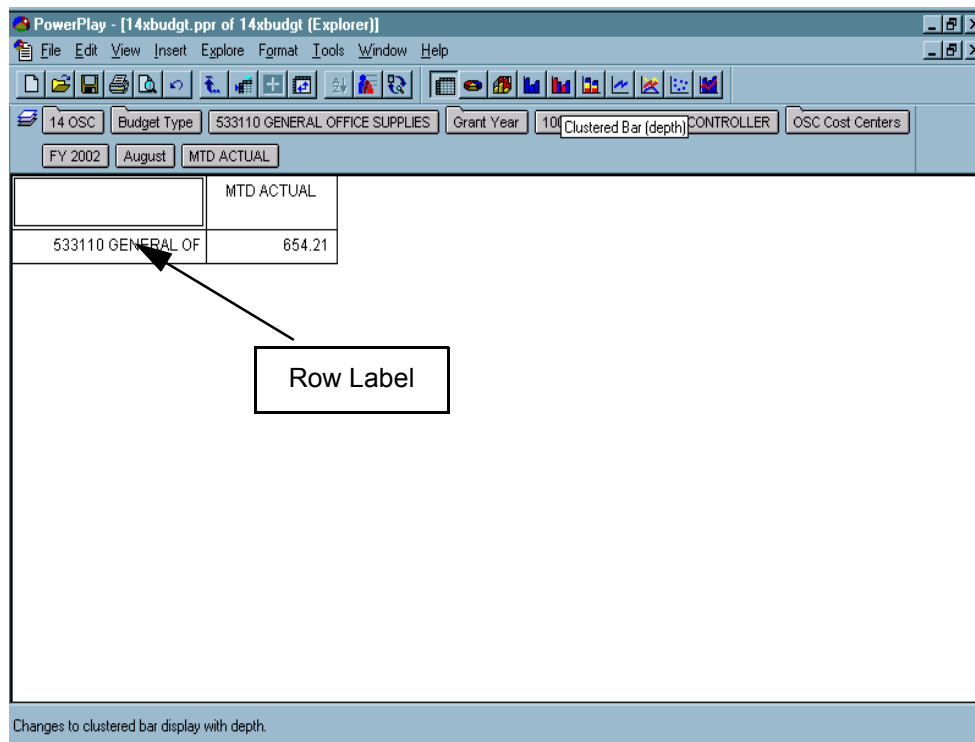 PowerPlay - [14xbudgt.ppr of 14xbudgt (Explorer)]
File Edit View Insert Explore Format Tools Window Help
14 OSC Budget Type 533110 GENERAL OFFICE SUPPLIES Grant Year 100 Clustered Bar (depth) CONTROLLER OSC Cost Centers
FY 2002 August MTD ACTUAL
MTD ACTUAL
533110 GENERAL OF 654.21
Row Label
Changes to clustered bar display with depth.